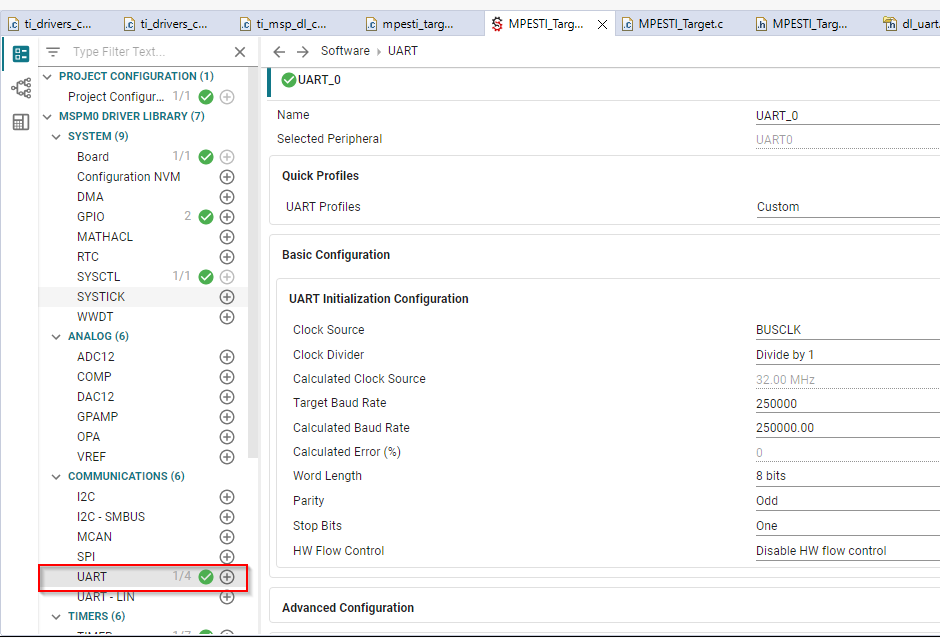 ti_drivers_c... ti_drivers_c... ti_msp_dl_c... mpesti_targ... MPESTI_Targ... MPESTI_Target.c MPESTI_Targ... dl_uart.
Type Filter Text... Software UART
PROJECT CONFIGURATION (1)
Project Configur... 1/1
MSPM0 DRIVER LIBRARY (7)
SYSTEM (9)
Board 1/1
Configuration NVM
DMA
GPIO 2
MATHACL
RTC
SYSCTL 1/1
SYSTICK
WWDT
ANALOG (6)
ADC12
COMP
DAC12
GPAMP
OPA
VREF
COMMUNICATIONS (6)
I2C
I2C - SMBUS
MCAN
SPI
UART 1/4
UART - LIN
TIMERS (6)
TIMER 1/7
UART_0
Name UART_0
Selected Peripheral UART0
Quick Profiles
UART Profiles Custom
Basic Configuration
UART Initialization Configuration
Clock Source BUSCLK
Clock Divider Divide by 1
Calculated Clock Source 32.00 MHz
Target Baud Rate 250000
Calculated Baud Rate 250000.00
Calculated Error (%) 0
Word Length 8 bits
Parity Odd
Stop Bits One
HW Flow Control Disable HW flow control
Advanced Configuration